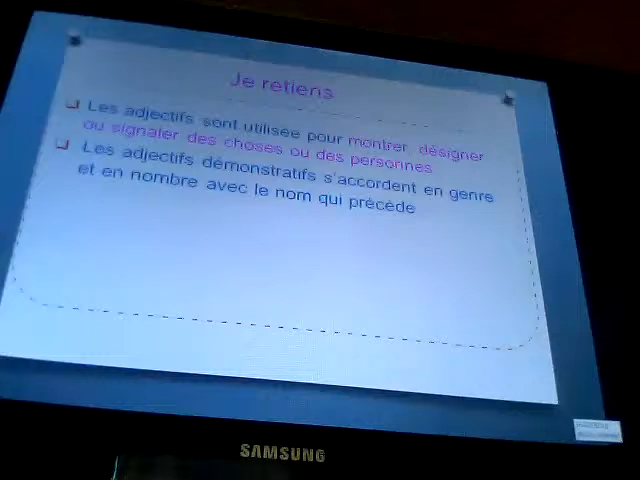 Je retiens
Les adjectifs sont utilisée pour montrer, désigner
ou signaler des choses ou des personnes
Les adjectifs démonstratifs s'accordent en genre
et en nombre avec le nom qui précède
SAMSUNG